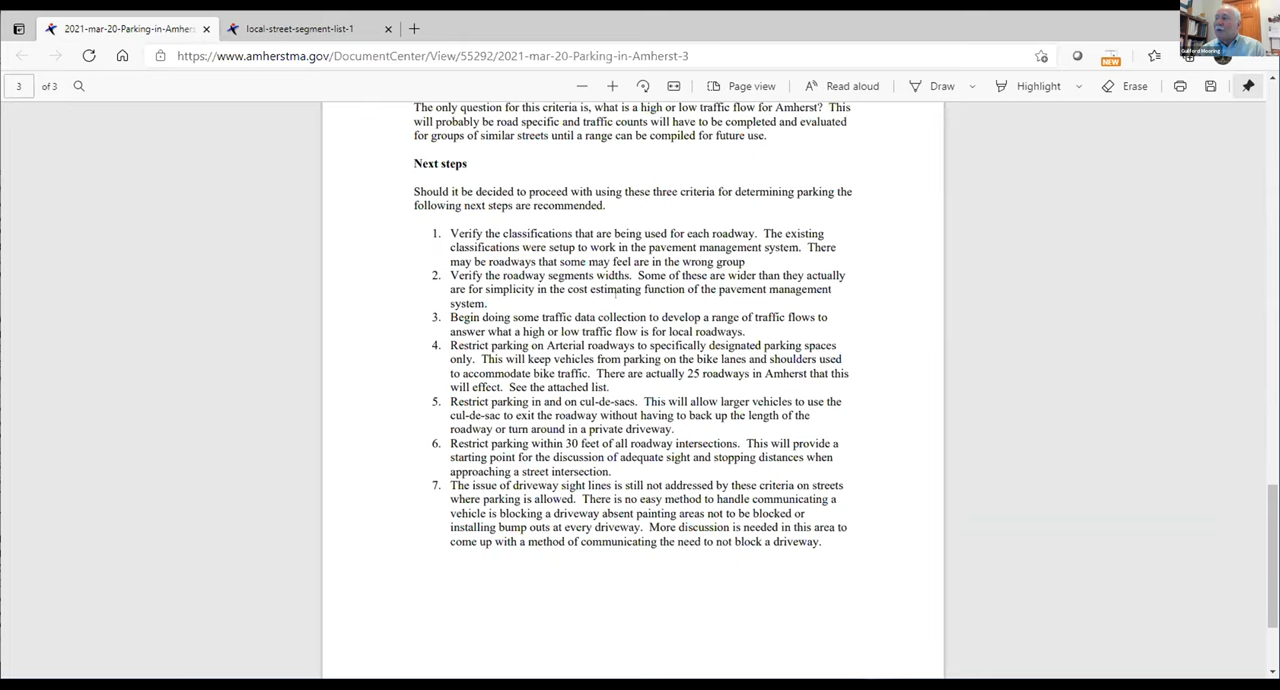 2021-mar-20-Parking-in-Amhers
local-street-segment-list-1
https://www.amherstma.gov/DocumentCenter/View/55292/2021-mar-20-Parking-in-Amherst-3
NEW
Guilford Mooring
3 of 3
Page view
Read aloud
Draw
Highlight
Erase
The only question for this criteria is, what is a high or low traffic flow for Amherst? This
will probably be road specific and traffic counts will have to be completed and evaluated
for groups of similar streets until a range can be compiled for future use.
Next steps
Should it be decided to proceed with using these three criteria for determining parking the
following next steps are recommended.
1. Verify the classifications that are being used for each roadway. The existing
classifications were setup to work in the pavement management system. There
may be roadways that some may feel are in the wrong group
2. Verify the roadway segments widths. Some of these are wider than they actually
are for simplicity in the cost estimating function of the pavement management
system.
3. Begin doing some traffic data collection to develop a range of traffic flows to
answer what a high or low traffic flow is for local roadways.
4. Restrict parking on Arterial roadways to specifically designated parking spaces
only. This will keep vehicles from parking on the bike lanes and shoulders used
to accommodate bike traffic. There are actually 25 roadways in Amherst that this
will effect. See the attached list.
5. Restrict parking in and on cul-de-sacs. This will allow larger vehicles to use the
cul-de-sac to exit the roadway without having to back up the length of the
roadway or turn around in a private driveway.
6. Restrict parking within 30 feet of all roadway intersections. This will provide a
starting point for the discussion of adequate sight and stopping distances when
approaching a street intersection.
7. The issue of driveway sight lines is still not addressed by these criteria on streets
where parking is allowed. There is no easy method to handle communicating a
vehicle is blocking a driveway absent painting areas not to be blocked or
installing bump outs at every driveway. More discussion is needed in this area to
come up with a method of communicating the need to not block a driveway.